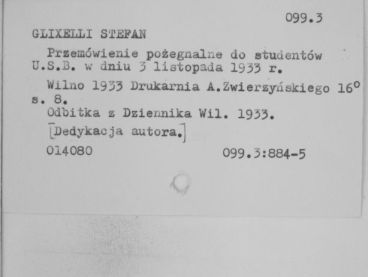 099.3
GLIXELLI STEFAN
Przemówienie pożegnalne do studentów
U.S.B. w dniu 3 listopada 1933 r.
Wilno 1933 Drukarnia A.Zwierzyńskiego 16°
s. 8.
Odbitka z Dziennika Wil. 1933.
[Dedykacja autora.]
014080 099.3:884-5